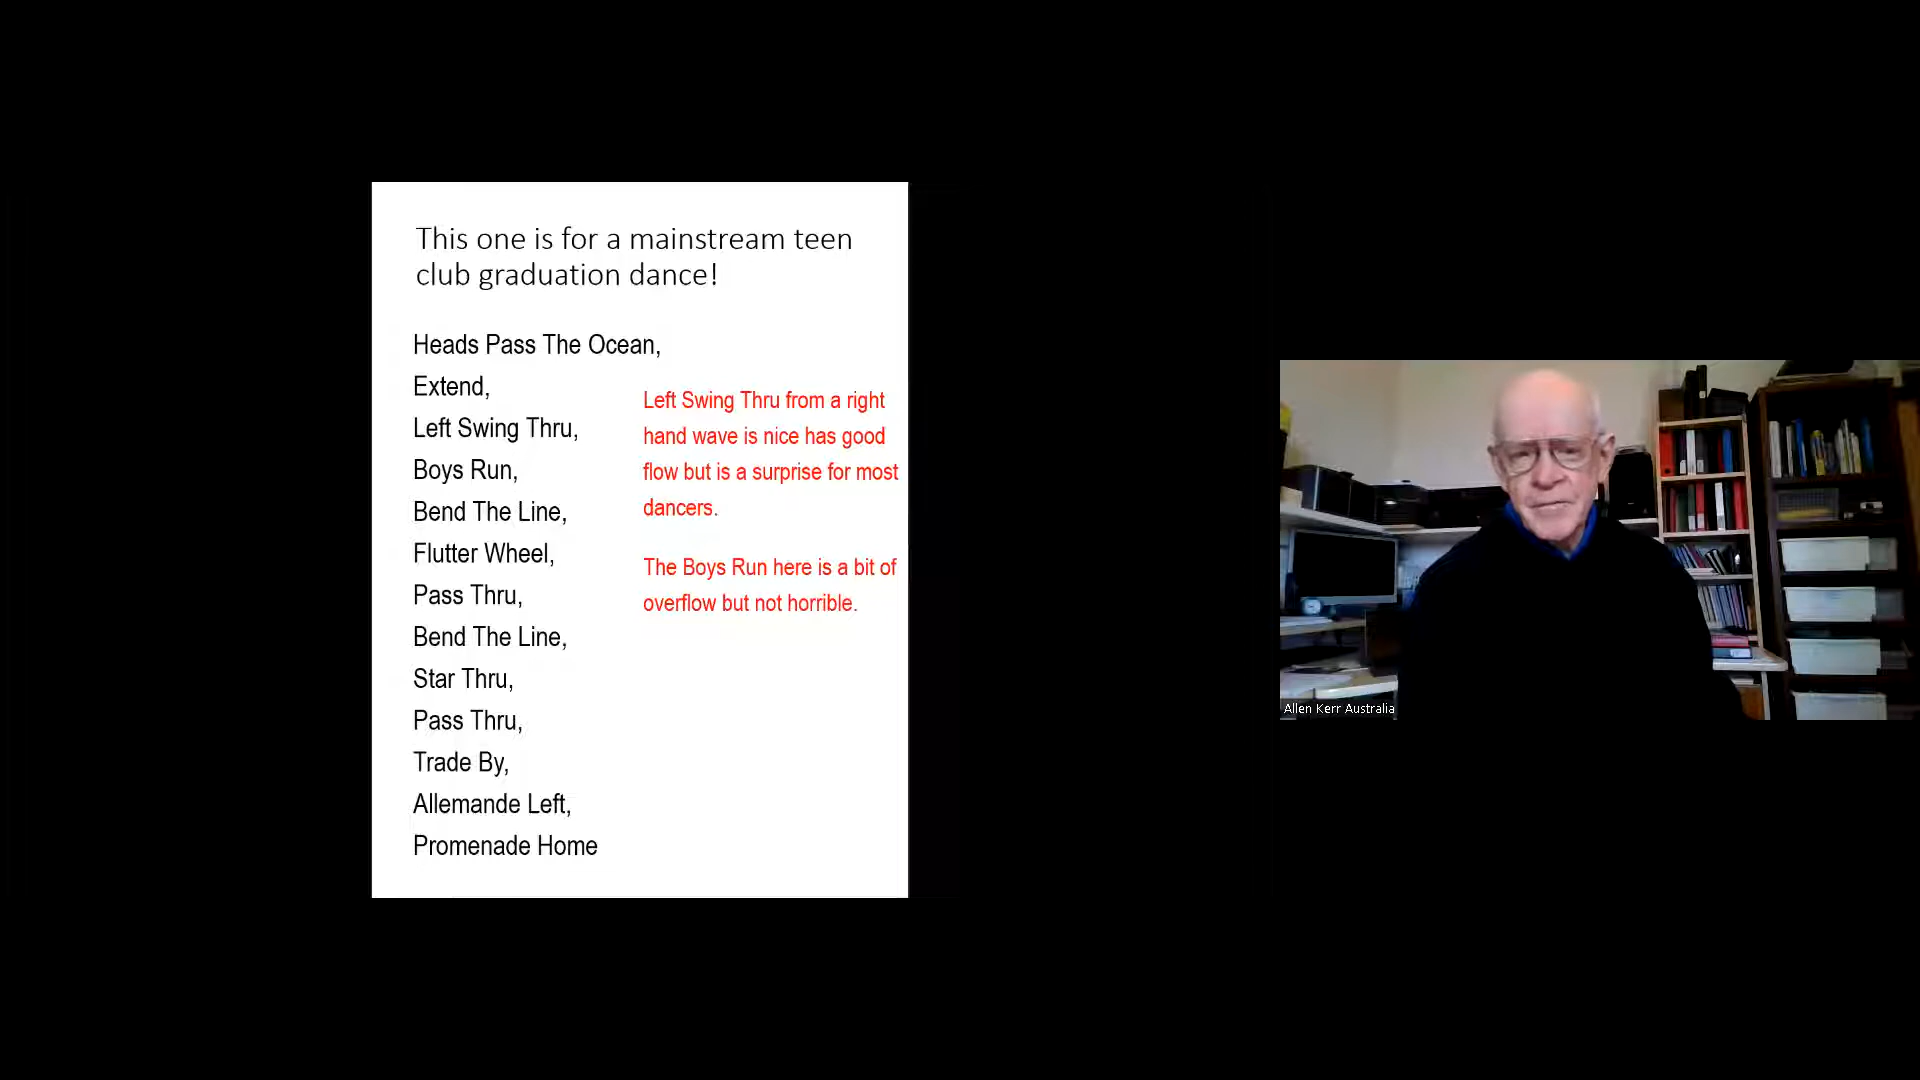 This one is for a mainstream teen
club graduation dance!
Heads Pass The Ocean,
Extend,
Left Swing Thru,
Boys Run,
Bend The Line,
Flutter Wheel,
Pass Thru,
Bend The Line,
Star Thru,
Pass Thru,
Trade By,
Allemande Left,
Promenade Home
Left Swing Thru from a right
hand wave is nice has good
flow but is a surprise for most
dancers.
The Boys Run here is a bit of
overflow but not horrible.
Allen Kerr Australia